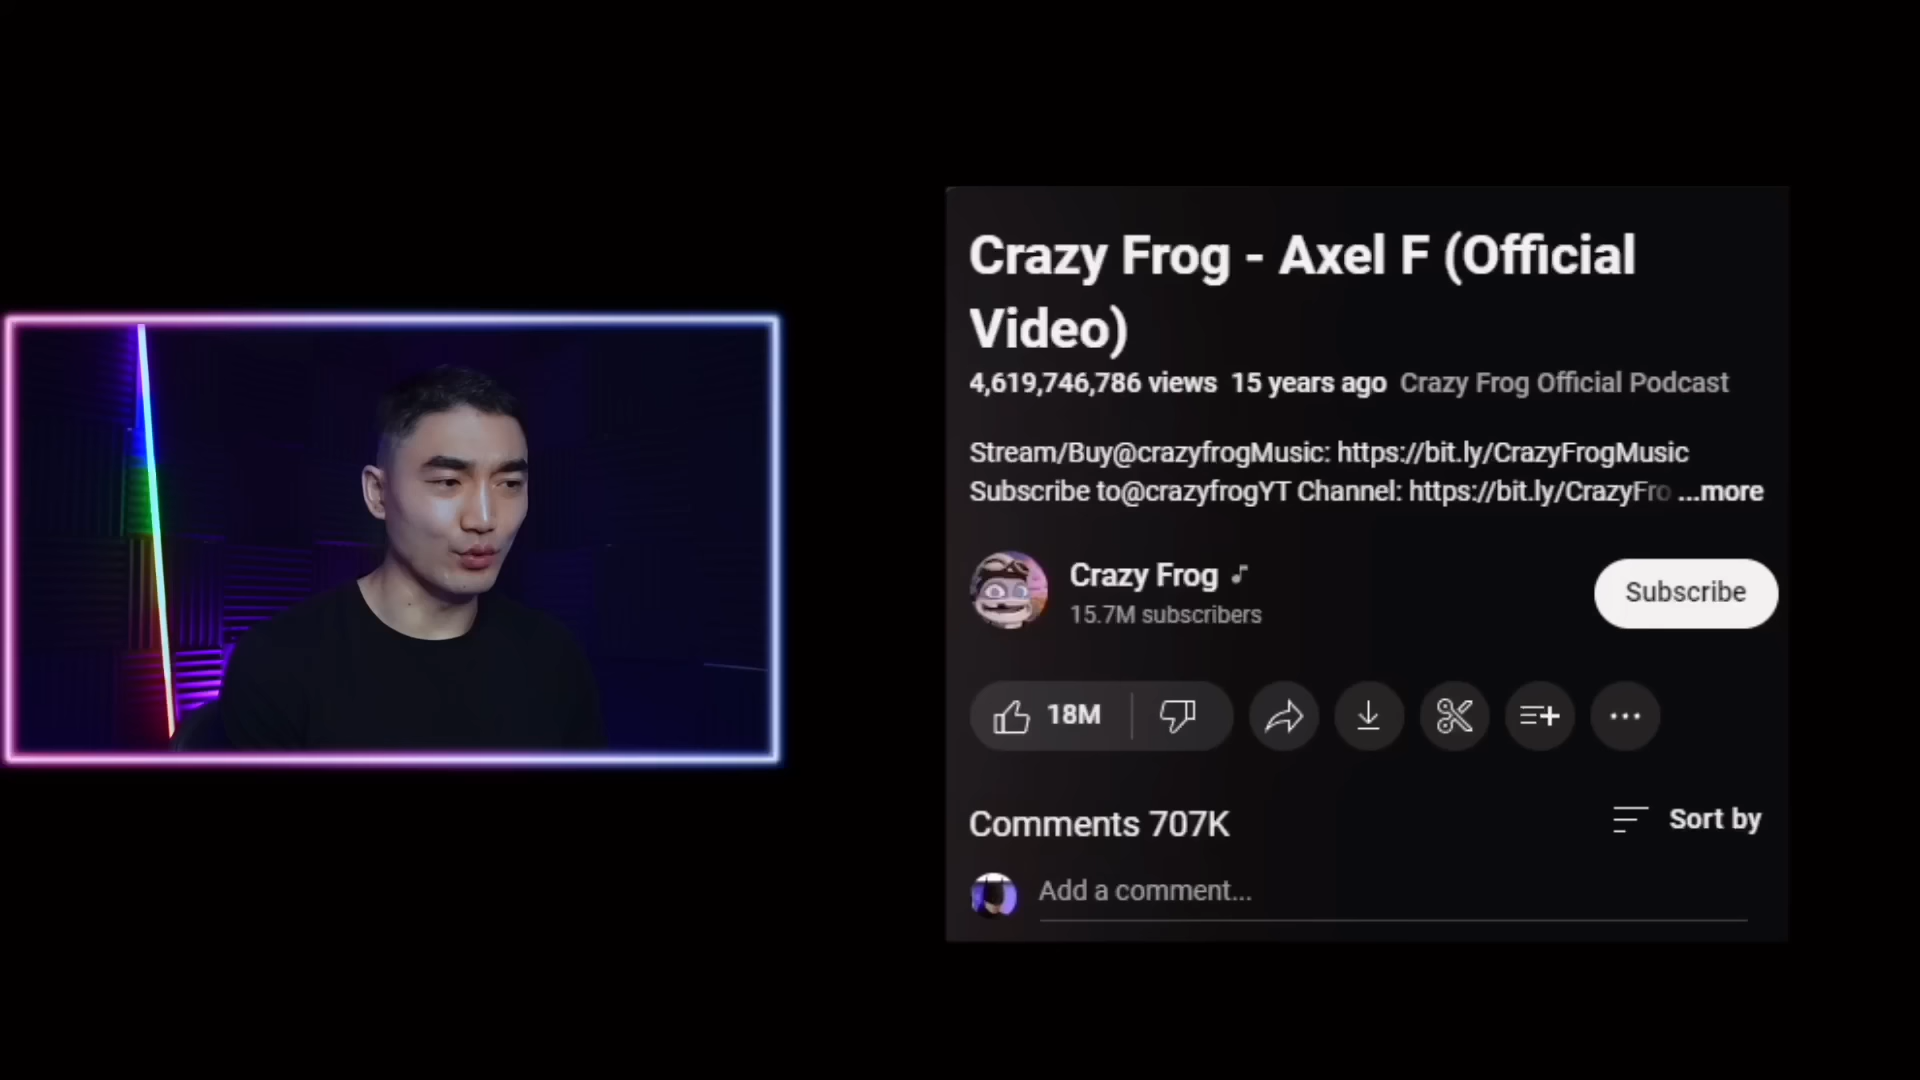 Crazy Frog - Axel F (Official
Video)
4,619,746,786 views 15 years ago Crazy Frog Official Podcast
Stream/Buy@crazyfrogMusic: https://bit.ly/CrazyFrogMusic
Subscribe to@crazyfrogYT Channel: https://bit.ly/CrazyFro ...more
Crazy Frog
15.7M subscribers
Subscribe
18M
Comments 707K
Sort by
Add a comment...